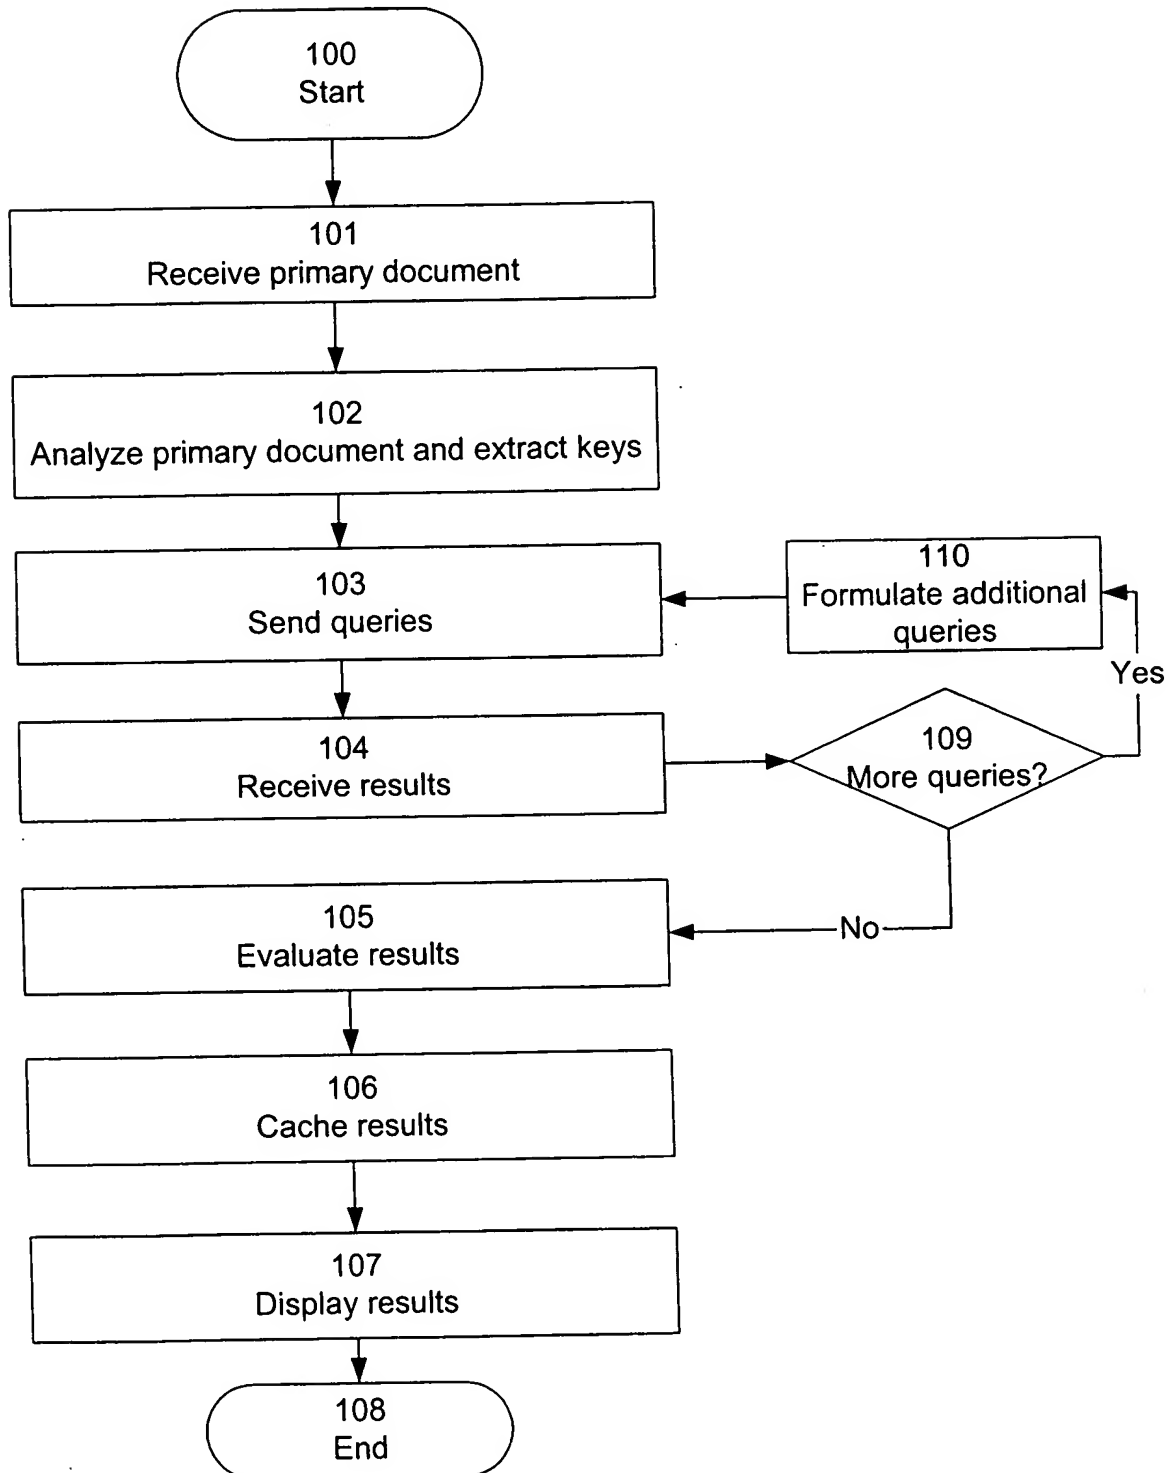 100
Start
101
Receive primary document
102
Analyze primary document and extract keys
103
Send queries
110
Formulate additional
queries
Yes
104
Receive results
109
More queries?
No
105
Evaluate results
106
Cache results
107
Display results
108
End